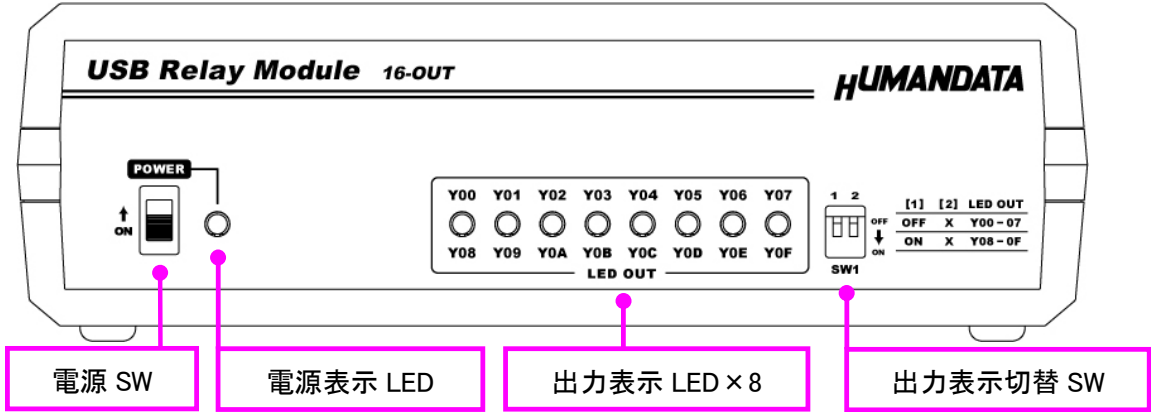 USB Relay Module 16-OUT
HUMANDATA
POWER
ON
Y00 Y01 Y02 Y03 Y04 Y05 Y06 Y07
Y08 Y09 Y0A Y0B Y0C Y0D Y0E Y0F
LED OUT
1 2
OFF
ON
SW1
[1] [2] LED OUT
OFF X Y00-07
ON X Y08-0F
電源 SW
電源表示 LED
出力表示 LED×8
出力表示切替 SW